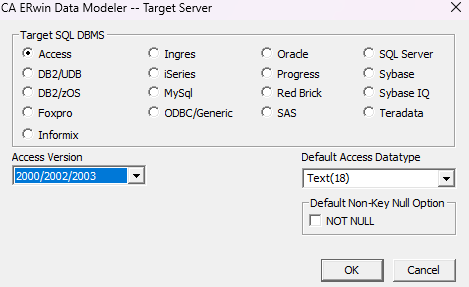 CA ERwin Data Modeler -- Target Server
Target SQL DBMS
Access Ingres Oracle SQL Server
DB2/UDB iSeries Progress Sybase
DB2/zOS MySql Red Brick Sybase IQ
Foxpro ODBC/Generic SAS Teradata
Informix
Access Version Default Access Datatype
2000/2002/2003 Text(18)
Default Non-Key Null Option
NOT NULL
OK Cancel